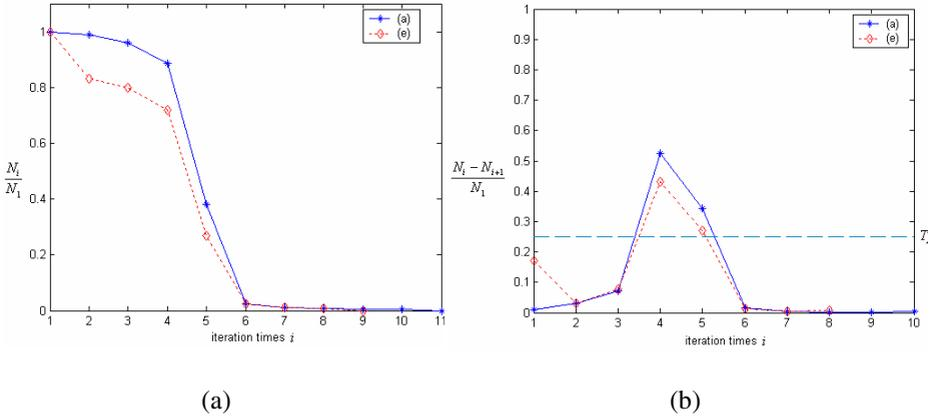 (a)
(e)
1
0.8
0.6
0.4
0.2
0
N_i / N_1
1 2 3 4 5 6 7 8 9 10 11
iteration times i
(a)
(a)
(e)
1
0.9
0.8
0.7
0.6
0.5
0.4
0.3
0.2
0.1
0
N_i − N_{i+1} / N_1
1 2 3 4 5 6 7 8 9 10
iteration times i
(b)